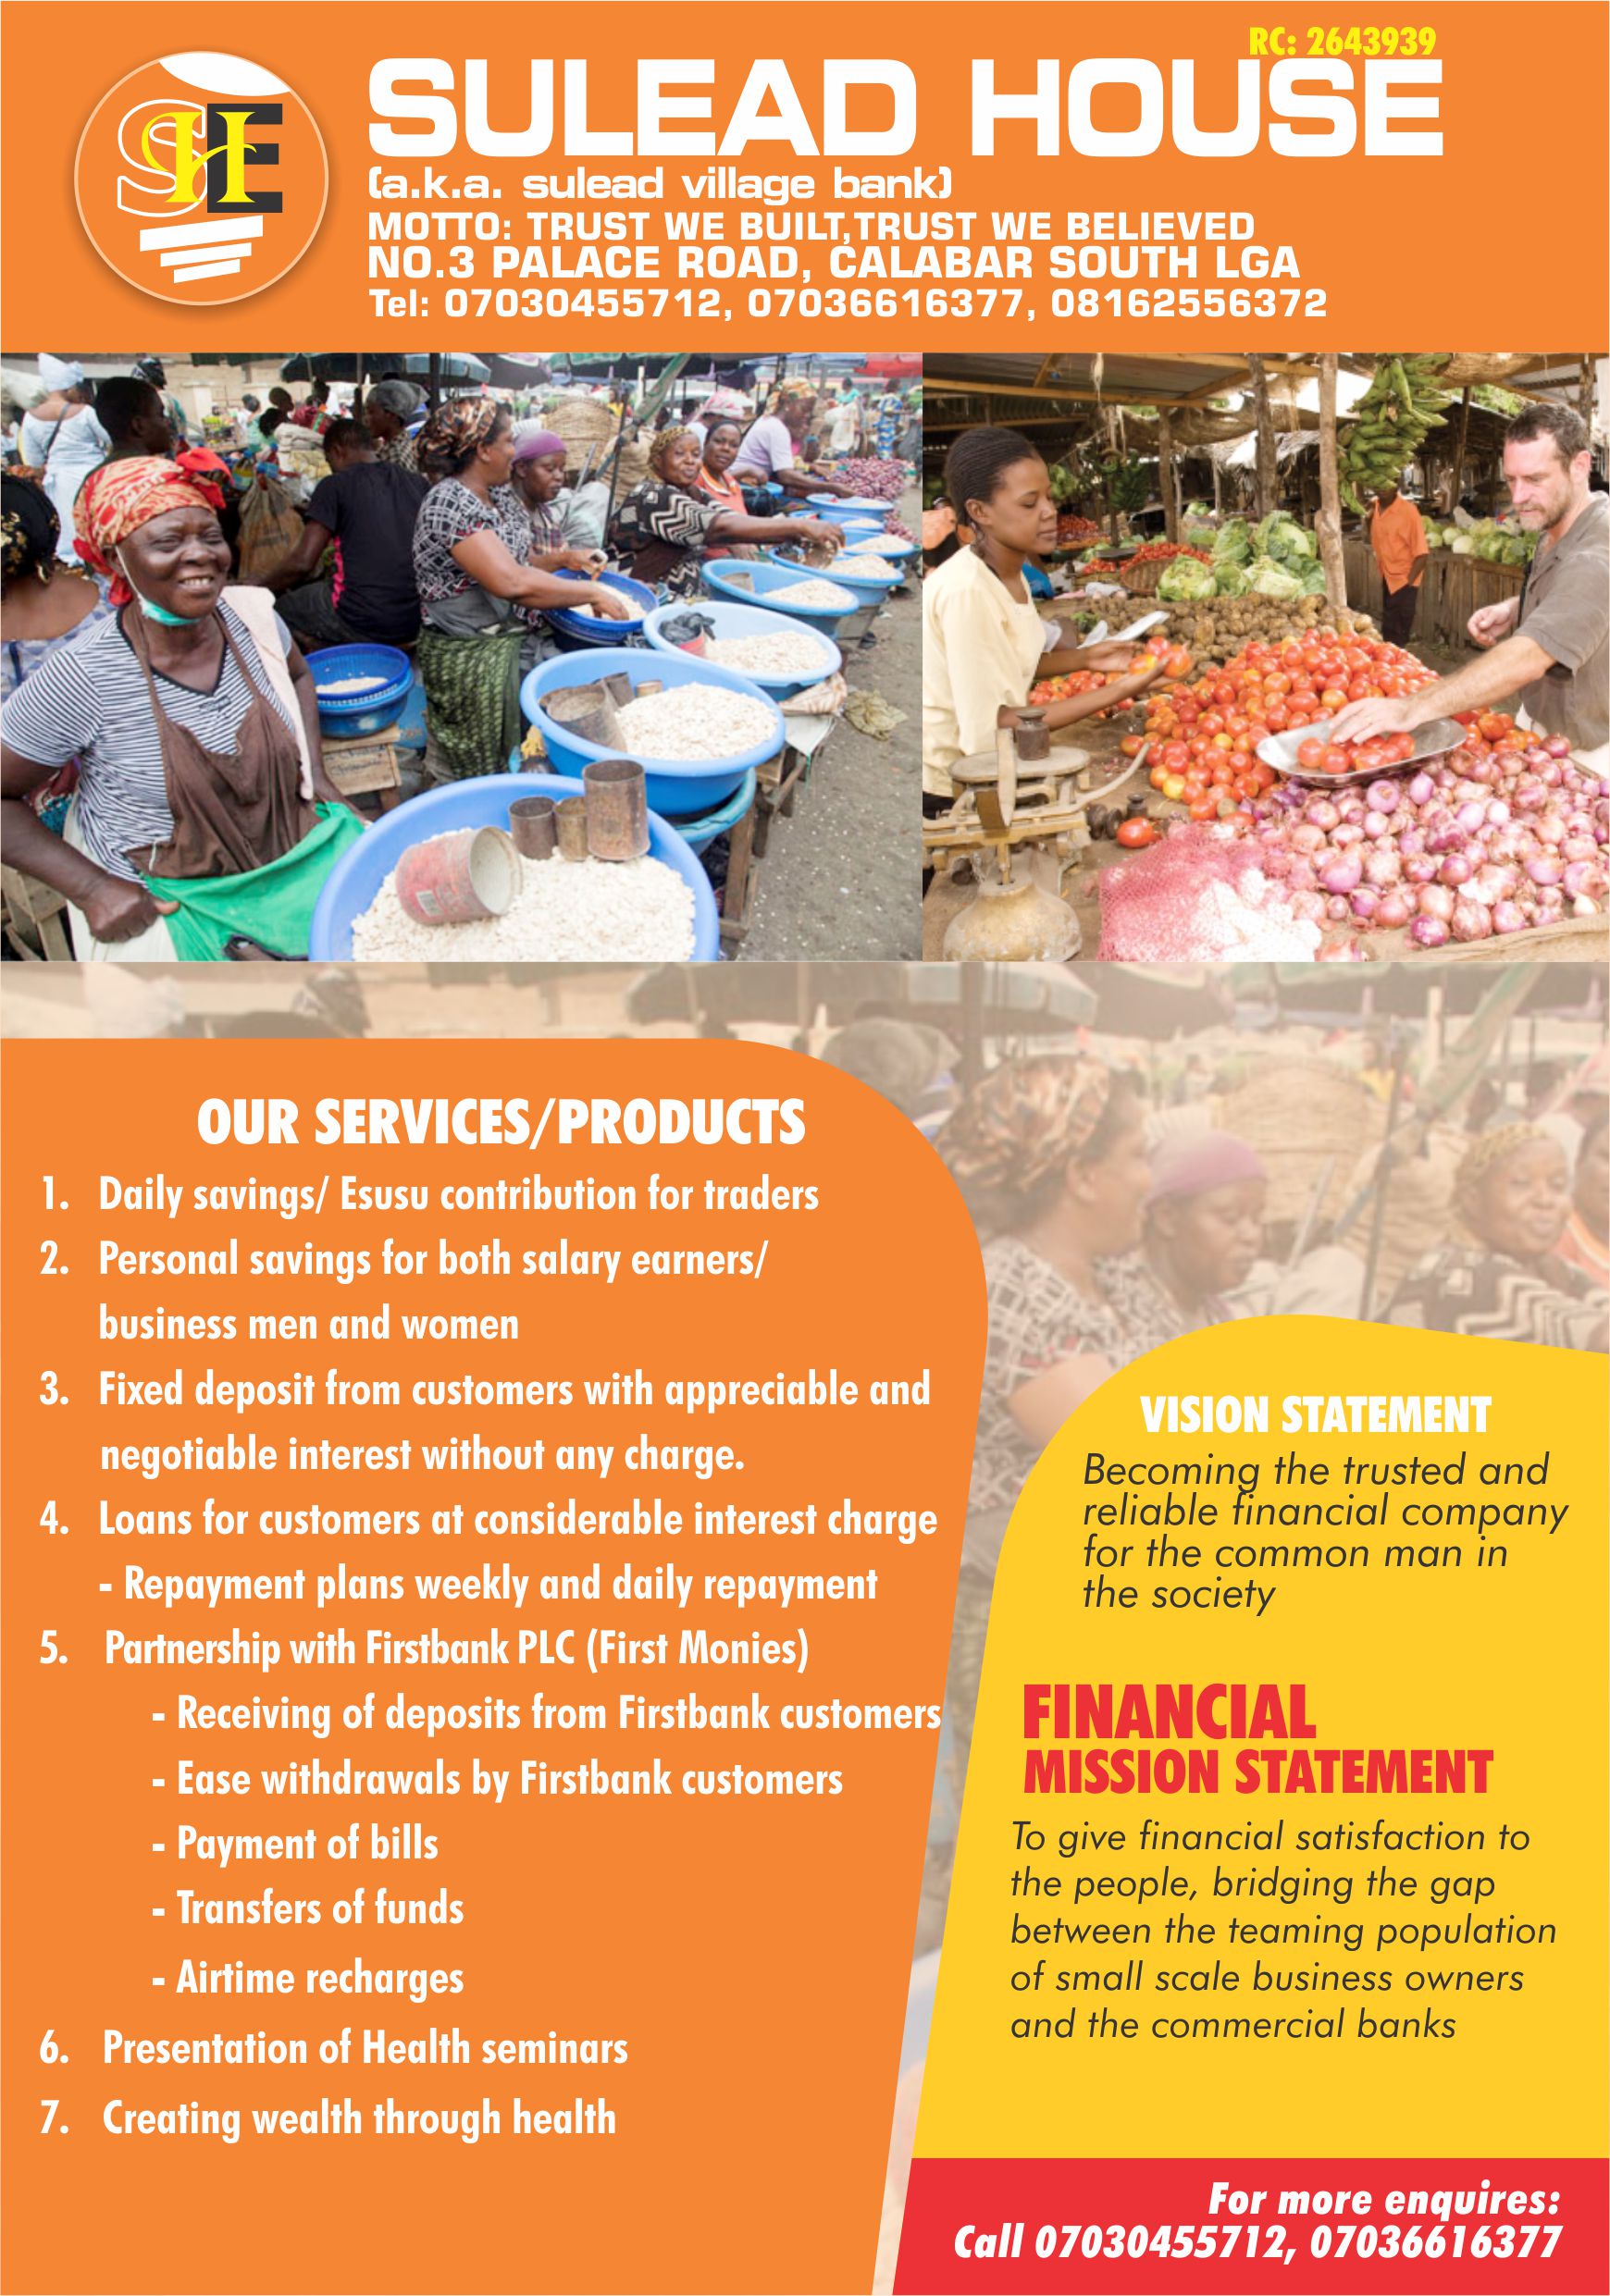 RC: 2643939
SHE
SULEAD HOUSE
(a.k.a. sulead village bank)
MOTTO: TRUST WE BUILT,TRUST WE BELIEVED
NO.3 PALACE ROAD, CALABAR SOUTH LGA
Tel: 07030455712, 07036616377, 08162556372
OUR SERVICES/PRODUCTS
1. Daily savings/ Esusu contribution for traders
2. Personal savings for both salary earners/
business men and women
3. Fixed deposit from customers with appreciable and
negotiable interest without any charge.
4. Loans for customers at considerable interest charge
- Repayment plans weekly and daily repayment
5. Partnership with Firstbank PLC (First Monies)
- Receiving of deposits from Firstbank customers
- Ease withdrawals by Firstbank customers
- Payment of bills
- Transfers of funds
- Airtime recharges
6. Presentation of Health seminars
7. Creating wealth through health
VISION STATEMENT
Becoming the trusted and
reliable financial company
for the common man in
the society
FINANCIAL
MISSION STATEMENT
To give financial satisfaction to
the people, bridging the gap
between the teaming population
of small scale business owners
and the commercial banks
For more enquires:
Call 07030455712, 07036616377